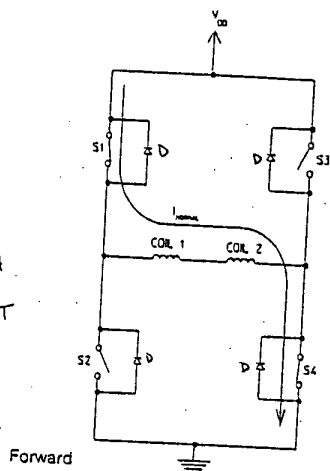 V_DD
S1
D
D
S3
I_NORMAL
COIL 1 COIL 2
T
S2
D
D
S4
Forward